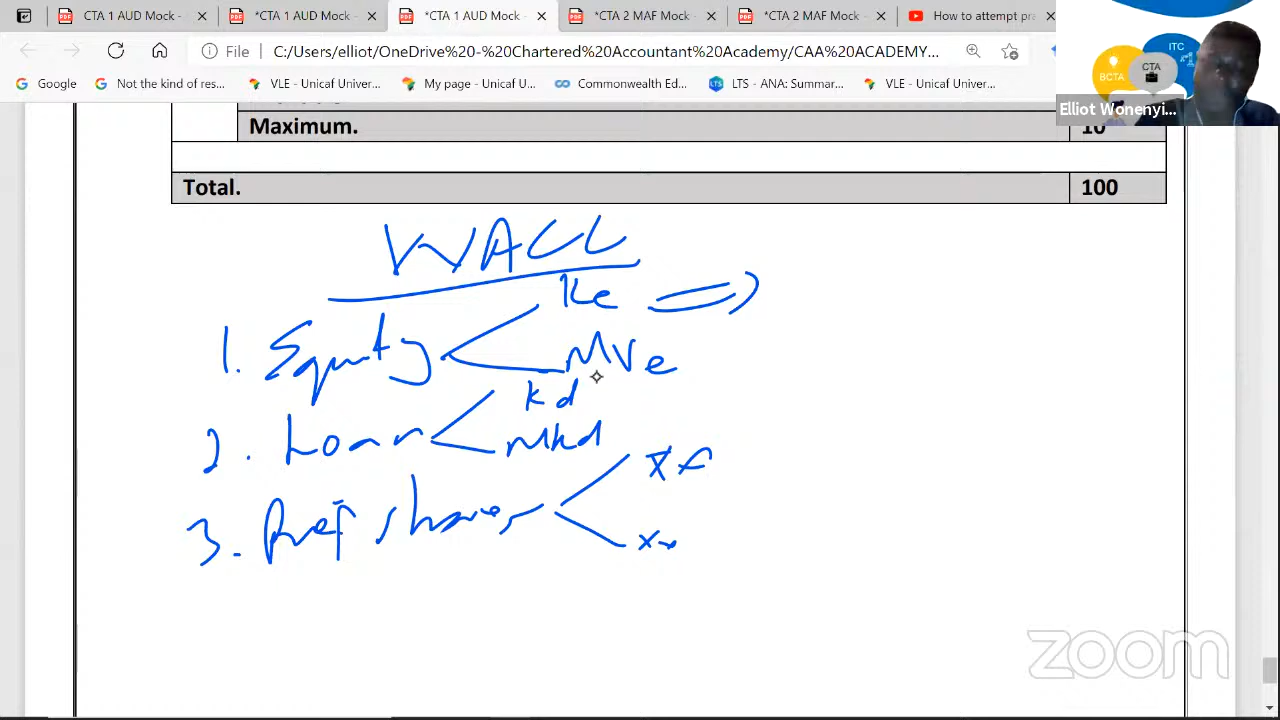 CTA 1 AUD Mock - *CTA 1 AUD Mock - *CTA 1 AUD Mock - *CTA 2 MAF Mock - CTA 2 MAF Mock - How to attempt pra
File C:/Users/elliot/OneDrive%20-%20Chartered%20Accountant%20Academy/CAA%20ACADEMY...
Google Not the kind of res... VLE - Unicaf Univer... My page - Unicaf U... Commonwealth Ed... LTS - ANA: Summar... VLE - Unicaf Univer...
ITC
CTA
BCTA
Elliot Wonenyi...
Maximum. 10
Total. 100
WACC
1. Equity Ke
MVe
2. Loan kd
3. Pref shares
xx
zoom